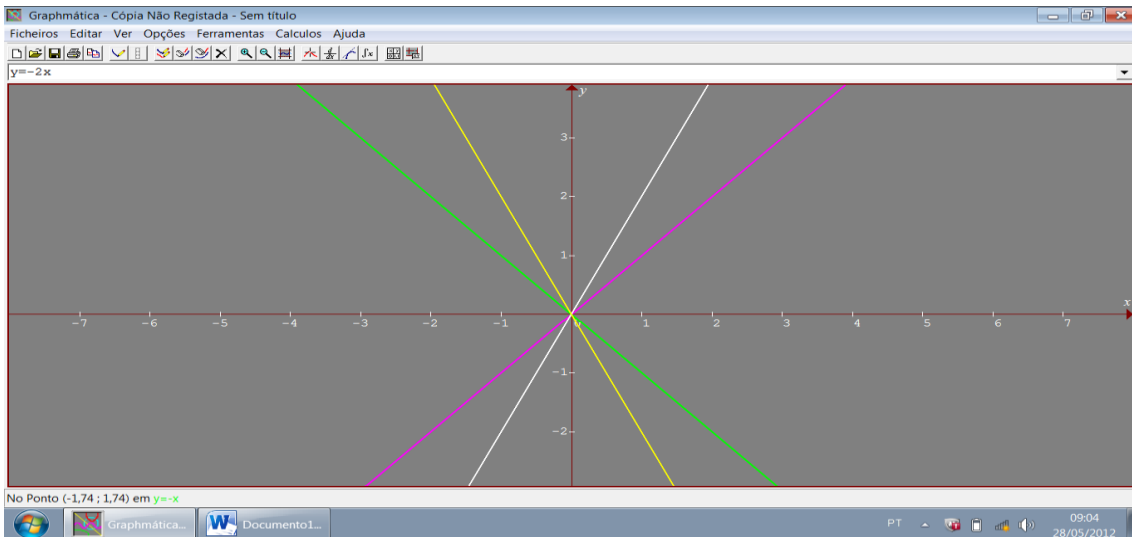 Graphmática - Cópia Não Registada - Sem título
Ficheiros Editar Ver Opções Ferramentas Calculos Ajuda
y=-2x
y
3
2
1
x
-7 -6 -5 -4 -3 -2 -1 0 1 2 3 4 5 6 7
-1
-2
No Ponto (-1,74 ; 1,74) em y=-x
Graphmática... Documento1... PT 09:04
28/05/2012